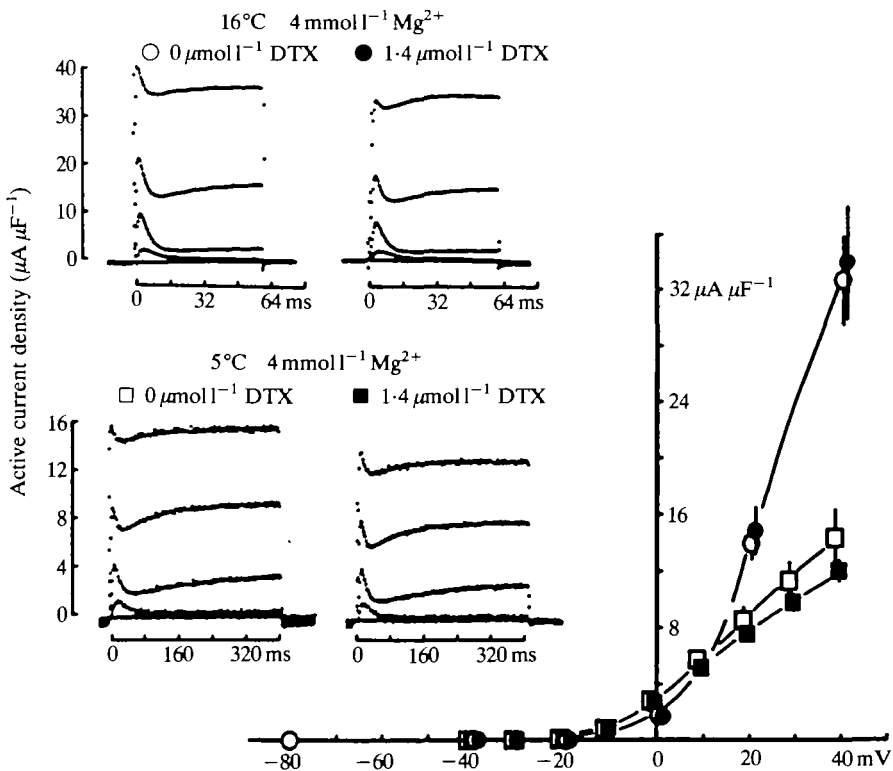 16°C 4 mmol l⁻¹ Mg²⁺
○ 0 μmol l⁻¹ DTX ● 1·4 μmol l⁻¹ DTX
40
30
20
10
0
0 32 64 ms
0 32 64 ms
Active current density (μA μF⁻¹)
5°C 4 mmol l⁻¹ Mg²⁺
□ 0 μmol l⁻¹ DTX ■ 1·4 μmol l⁻¹ DTX
16
12
8
4
0
0 160 320 ms
0 160 320 ms
32 μA μF⁻¹
24
16
8
−80 −60 −40 −20 0 20 40 mV